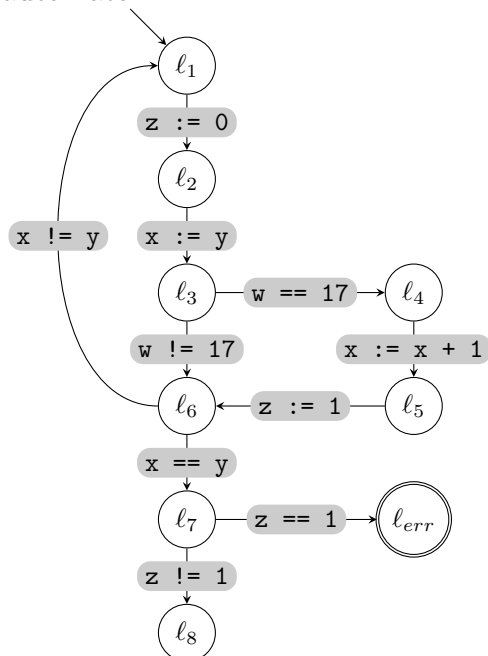 ℓ1
z := 0
ℓ2
x != y
x := y
ℓ3
w == 17
ℓ4
w != 17
x := x + 1
ℓ6
z := 1
ℓ5
x == y
ℓ7
z == 1
ℓerr
z != 1
ℓ8